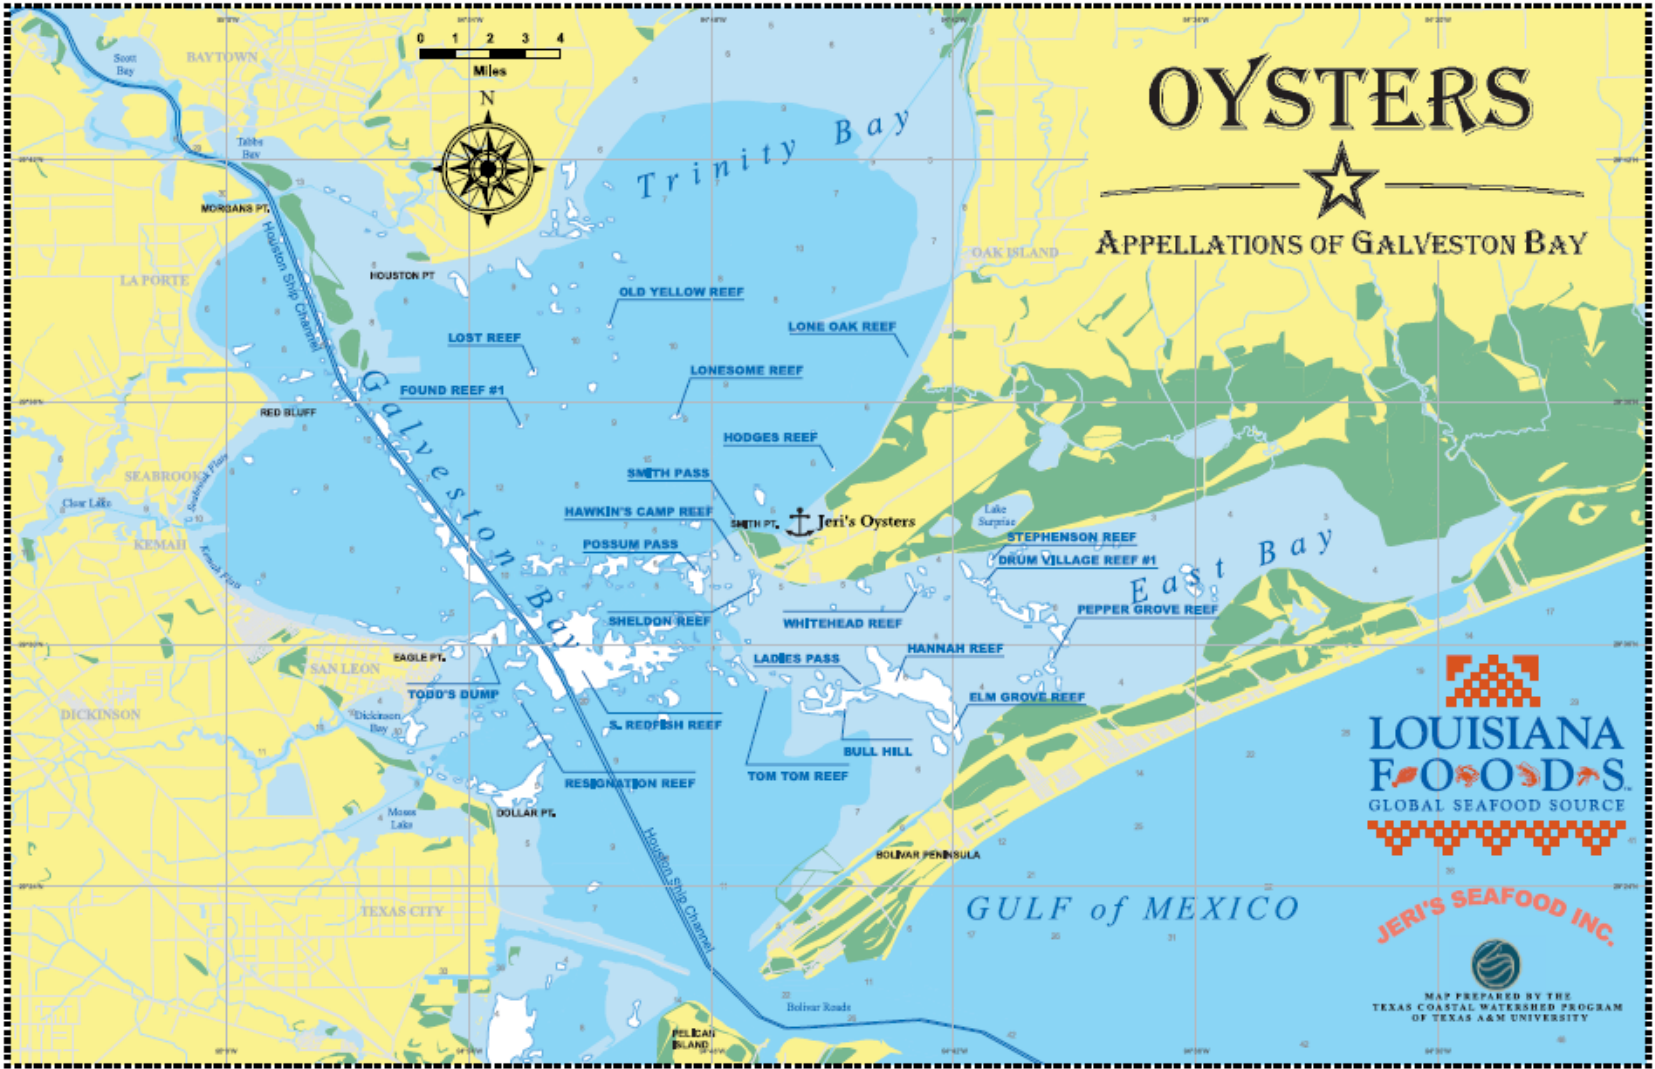 OYSTERS
APPELLATIONS OF GALVESTON BAY
0 1 2 3 4
Miles
N
Scott
Bay
BAYTOWN
Tabbs
Bay
MORGANS PT.
Houston Ship Channel
LA PORTE
HOUSTON PT
Trinity Bay
OAK ISLAND
OLD YELLOW REEF
LOST REEF
LONE OAK REEF
LONESOME REEF
FOUND REEF #1
RED BLUFF
Galveston Bay
HODGES REEF
SMITH PASS
SEABROOK
Seabrook Flats
Clear Lake
HAWKIN'S CAMP REEF
SMITH PT.
Jeri's Oysters
Lake
Surprise
KEMAH
Kemah Flats
POSSUM PASS
STEPHENSON REEF
DRUM VILLAGE REEF #1
East Bay
SHELDON REEF
WHITEHEAD REEF
PEPPER GROVE REEF
EAGLE PT.
SAN LEON
LADIES PASS
HANNAH REEF
TODD'S DUMP
ELM GROVE REEF
DICKINSON
Dickinson
Bay
S. REDFISH REEF
BULL HILL
RESIGNATION REEF
TOM TOM REEF
Moses
Lake
DOLLAR PT.
Houston Ship Channel
BOLIVAR PENINSULA
TEXAS CITY
GULF of MEXICO
Bolivar Roads
PELICAN
ISLAND
LOUISIANA
FOODS
GLOBAL SEAFOOD SOURCE
JERI'S SEAFOOD INC.
MAP PREPARED BY THE
TEXAS COASTAL WATERSHED PROGRAM
OF TEXAS A&M UNIVERSITY